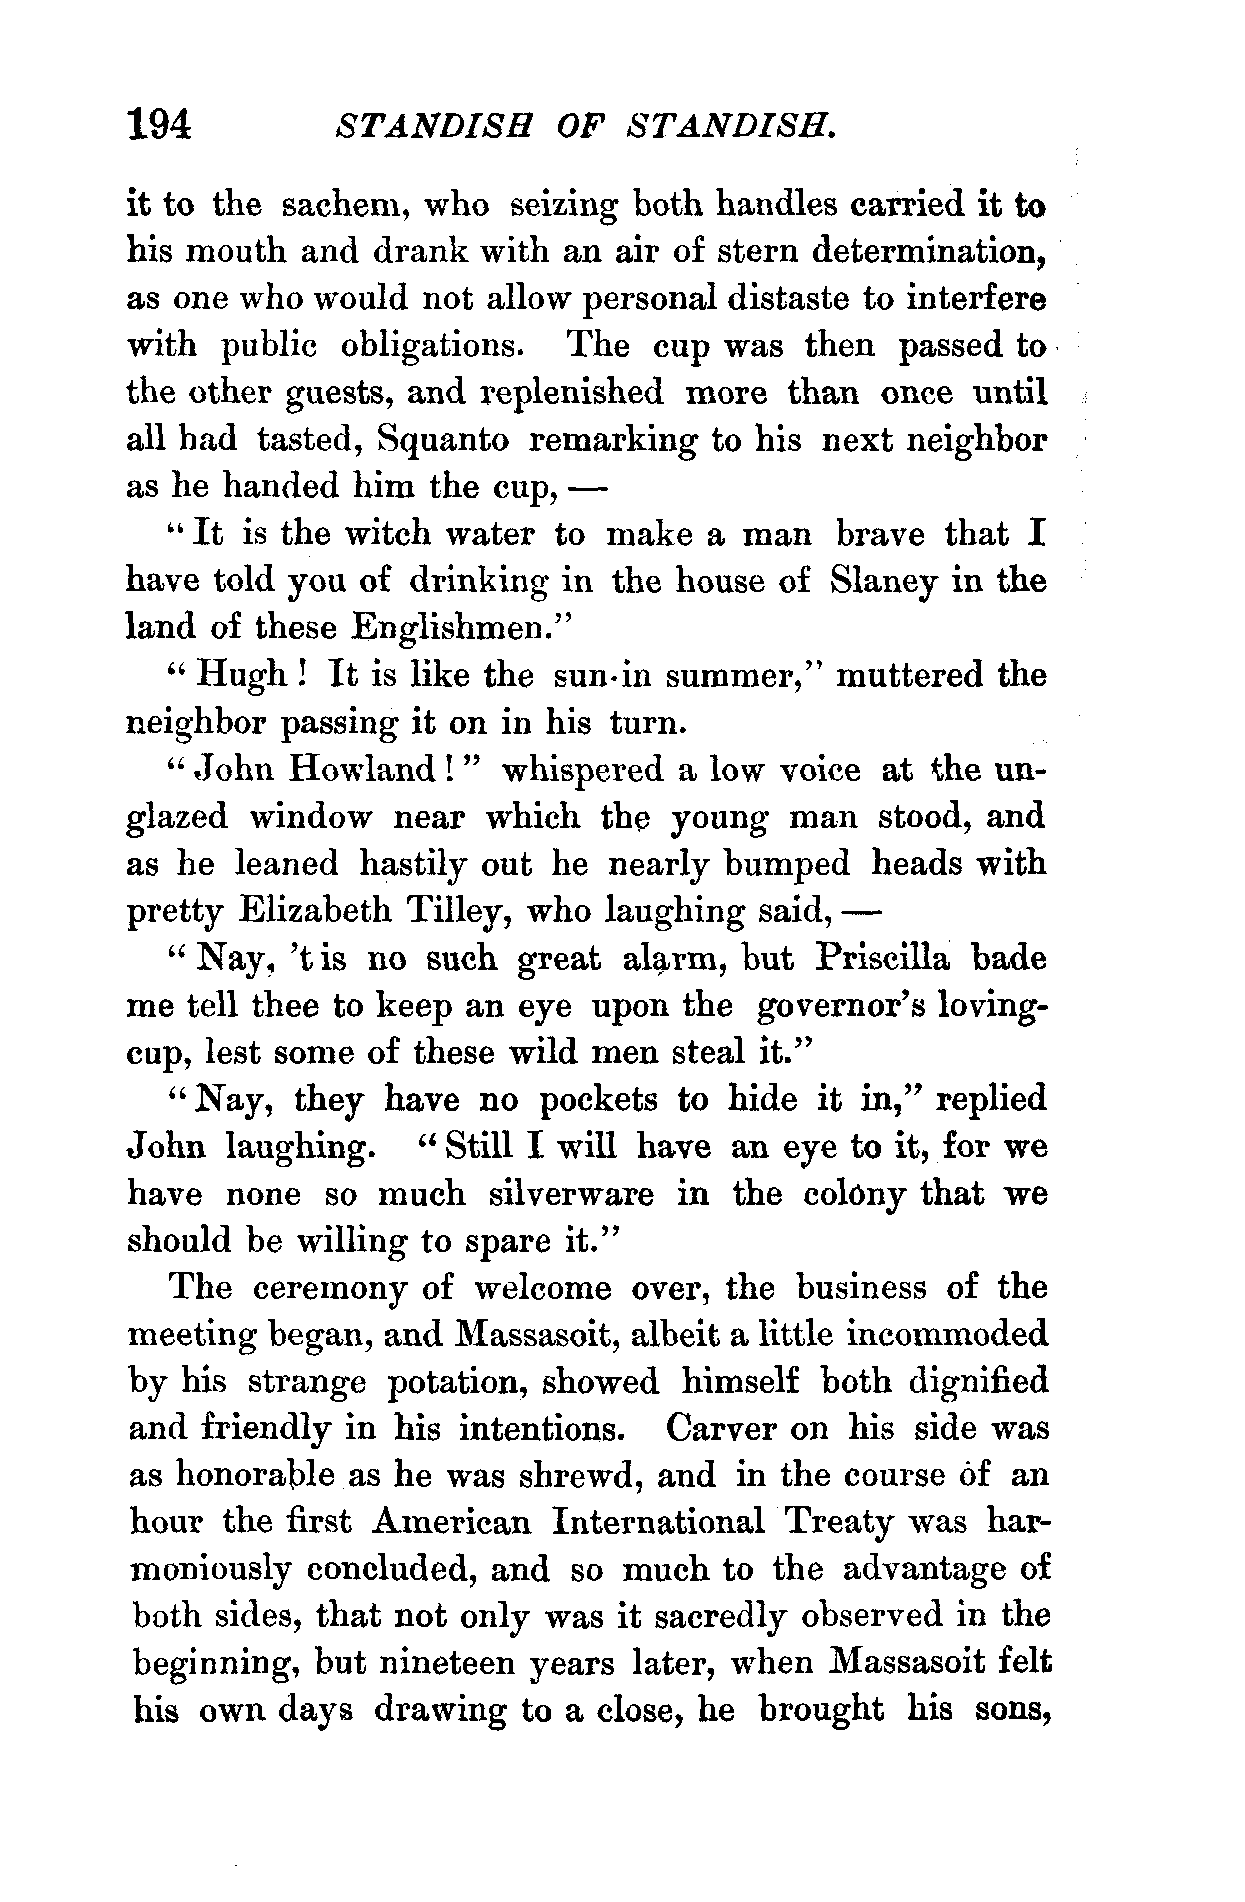 194 STANDISH OF STANDISH.
it to the sachem, who seizing both handles carried it to
his mouth and drank with an air of stern determination,
as one who would not allow personal distaste to interfere
with public obligations. The cup was then passed to
the other guests, and replenished more than once until
all had tasted, Squanto remarking to his next neighbor
as he handed him the cup, —
“ It is the witch water to make a man brave that I
have told you of drinking in the house of Slaney in the
land of these Englishmen.”
“ Hugh ! It is like the sun in summer,” muttered the
neighbor passing it on in his turn.
“ John Howland ! ” whispered a low voice at the un-
glazed window near which the young man stood, and
as he leaned hastily out he nearly bumped heads with
pretty Elizabeth Tilley, who laughing said, —
“ Nay, ’t is no such great alarm, but Priscilla bade
me tell thee to keep an eye upon the governor’s loving-
cup, lest some of these wild men steal it.”
“ Nay, they have no pockets to hide it in,” replied
John laughing. “ Still I will have an eye to it, for we
have none so much silverware in the colony that we
should be willing to spare it.”
The ceremony of welcome over, the business of the
meeting began, and Massasoit, albeit a little incommoded
by his strange potation, showed himself both dignified
and friendly in his intentions. Carver on his side was
as honorable as he was shrewd, and in the course of an
hour the first American International Treaty was har-
moniously concluded, and so much to the advantage of
both sides, that not only was it sacredly observed in the
beginning, but nineteen years later, when Massasoit felt
his own days drawing to a close, he brought his sons,